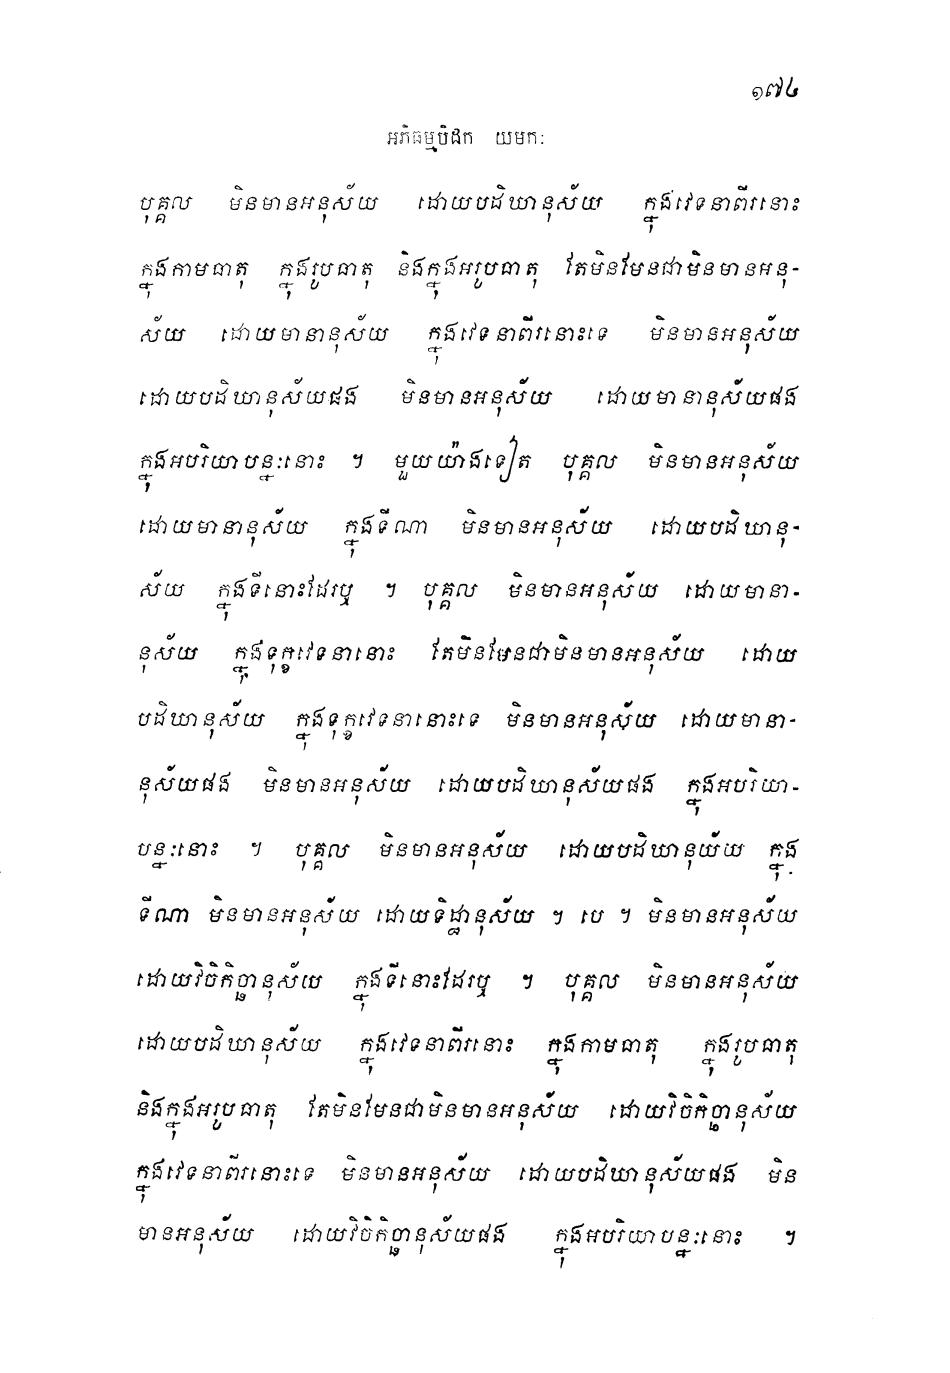 ១៧៤
អភិធម្មបិដក យមកៈ
បុគ្គល មិនមានអនុស័យ ដោយបដិឃានុស័យ ក្នុងវេទនាពីរនោះ
ក្នុងកាមធាតុ ក្នុងរូបធាតុ និងក្នុងអរូបធាតុ តែមិនមែនជាមិនមានអនុ-
ស័យ ដោយមានានុស័យ ក្នុងវេទនាពីរនោះទេ មិនមានអនុស័យ
ដោយបដិឃានុស័យផង មិនមានអនុស័យ ដោយមានានុស័យផង
ក្នុងអបរិយាបន្នៈនោះ ។ មួយយ៉ាងទៀត បុគ្គល មិនមានអនុស័យ
ដោយមានានុស័យ ក្នុងទីណា មិនមានអនុស័យ ដោយបដិឃានុ-
ស័យ ក្នុងទីនោះដែរឬ ។ បុគ្គល មិនមានអនុស័យ ដោយមានា-
នុស័យ ក្នុងទុក្ខវេទនានោះ តែមិនមែនជាមិនមានអនុស័យ ដោយ
បដិឃានុស័យ ក្នុងទុក្ខវេទនានោះទេ មិនមានអនុស័យ ដោយមានា-
នុស័យផង មិនមានអនុស័យ ដោយបដិឃានុស័យផង ក្នុងអបរិយា-
បន្នៈនោះ ។ បុគ្គល មិនមានអនុស័យ ដោយបដិឃានុយ័យ ក្នុង
ទីណា មិនមានអនុស័យ ដោយទិដ្ឋានុស័យ ។ បេ ។ មិនមានអនុស័យ
ដោយវិចិកិច្ឆានុស័យ ក្នុងទីនោះដែរឬ ។ បុគ្គល មិនមានអនុស័យ
ដោយបដិឃានុស័យ ក្នុងវេទនាពីរនោះ ក្នុងកាមធាតុ ក្នុងរូបធាតុ
និងក្នុងអរូបធាតុ តែមិនមែនជាមិនមានអនុស័យ ដោយវិចិកិច្ឆានុស័យ
ក្នុងវេទនាពីរនោះទេ មិនមានអនុស័យ ដោយបដិឃានុស័យផង មិន
មានអនុស័យ ដោយវិចិកិច្ឆានុស័យផង ក្នុងអបរិយាបន្នៈនោះ ។